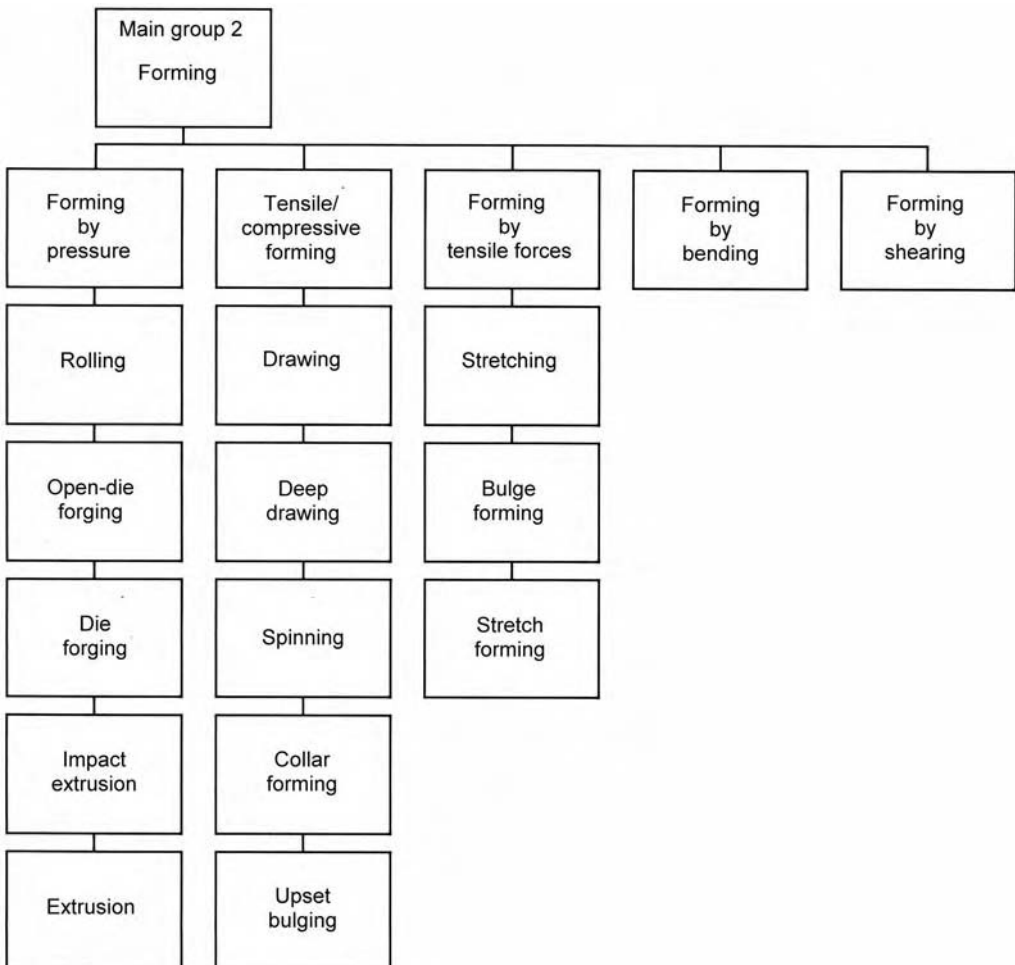 Main group 2
Forming
Forming
by
pressure
Tensile/
compressive
forming
Forming
by
tensile forces
Forming
by
bending
Forming
by
shearing
Rolling
Drawing
Stretching
Open-die
forging
Deep
drawing
Bulge
forming
Die
forging
Spinning
Stretch
forming
Impact
extrusion
Collar
forming
Extrusion
Upset
bulging